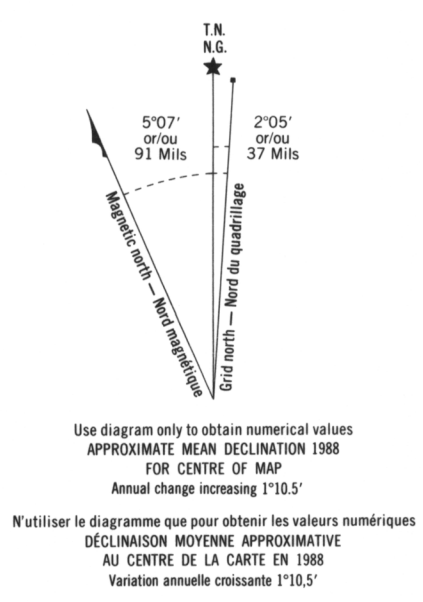 T.N.
N.G.
5°07′
or/ou
91 Mils
2°05′
or/ou
37 Mils
Magnetic north — Nord magnétique
Grid north — Nord du quadrillage
Use diagram only to obtain numerical values
APPROXIMATE MEAN DECLINATION 1988
FOR CENTRE OF MAP
Annual change increasing 1°10.5′
N'utiliser le diagramme que pour obtenir les valeurs numériques
DÉCLINAISON MOYENNE APPROXIMATIVE
AU CENTRE DE LA CARTE EN 1988
Variation annuelle croissante 1°10,5′